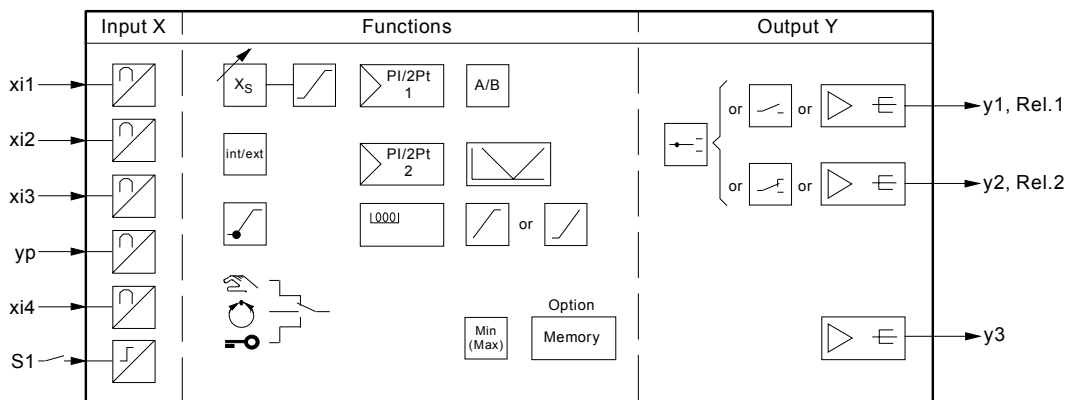 Input X
Functions
Output Y
xi1
xi2
xi3
yp
xi4
S1
XS
PI/2Pt
1
A/B
int/ext
PI/2Pt
2
000
or
Option
Min
(Max)
Memory
or
or
y1, Rel.1
or
or
y2, Rel.2
y3